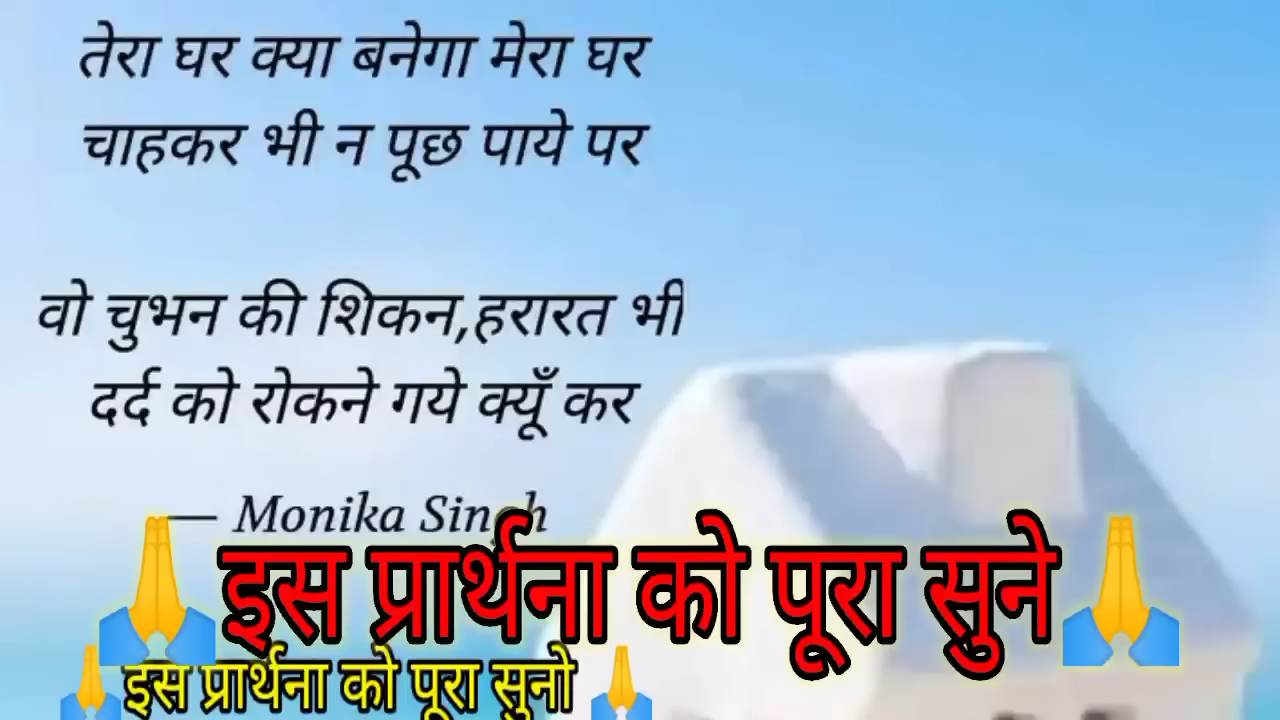 तेरा घर क्या बनेगा मेरा घर
चाहकर भी न पूछ पाये पर
वो चुभन की शिकन,हरारत भी
दर्द को रोकने गये क्यूँ कर
— Monika Singh
🙏इस प्रार्थना को पूरा सुने🙏
🙏इस प्रार्थना को पूरा सुनो 🙏